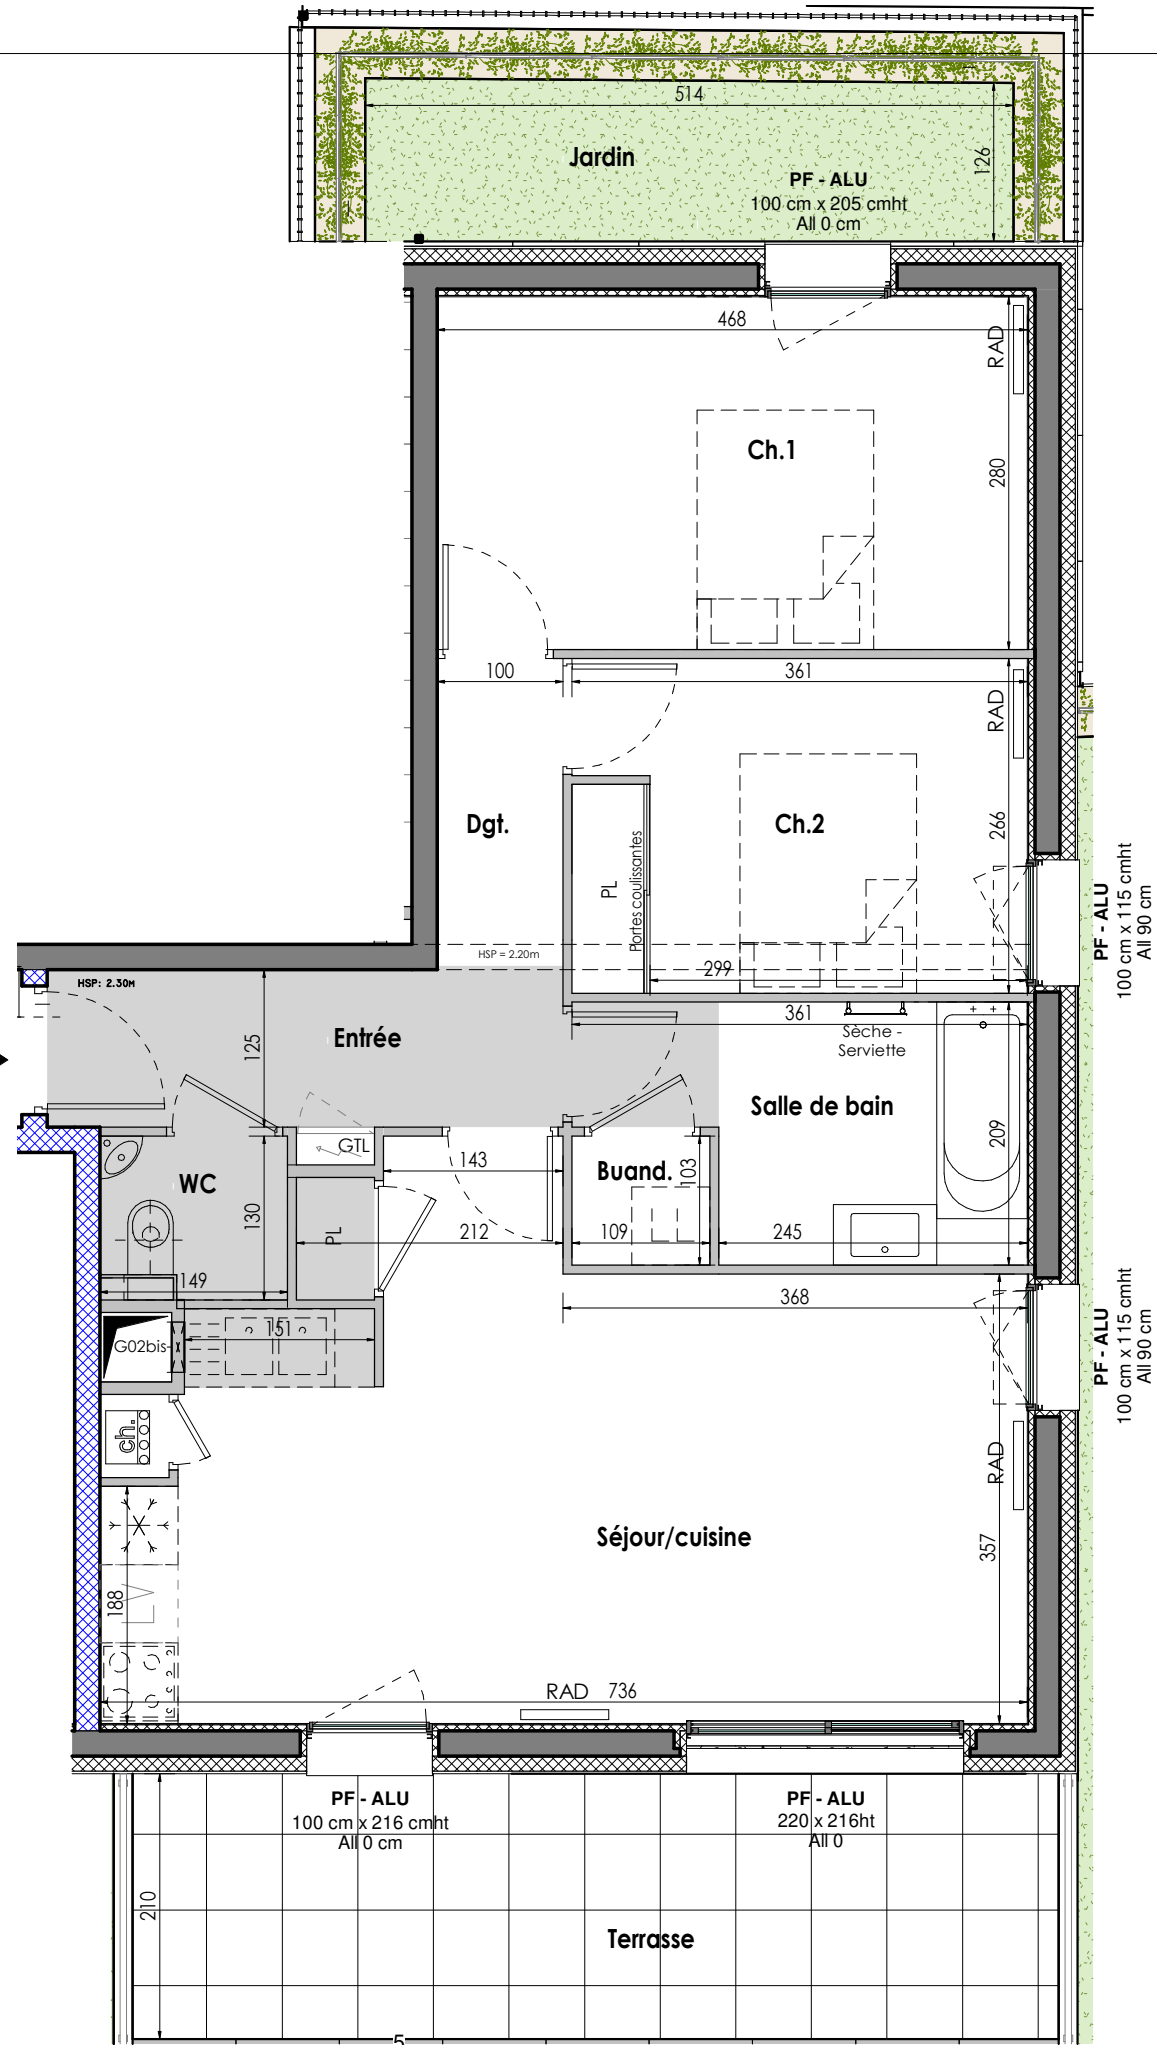 514
Jardin
126
PF - ALU
100 cm x 205 cmht
All 0 cm
468
RAD
Ch.1
280
100
361
RAD
Dgt.
Ch.2
266
PL
Portes coulissantes
PF - ALU
100 cm x 115 cmht
All 90 cm
HSP = 2.20m
299
HSP: 2.30M
361
Entrée
125
Sèche -
Serviette
Salle de bain
209
GTL
143
Buand.
103
WC
130
PL
212
109
245
149
368
151
G02bis
PF - ALU
100 cm x 115 cmht
All 90 cm
ch.
RAD
Séjour/cuisine
357
188
LV
RAD 736
PF - ALU
100 cm x 216 cmht
All 0 cm
PF - ALU
220 x 216ht
All 0
210
Terrasse
5